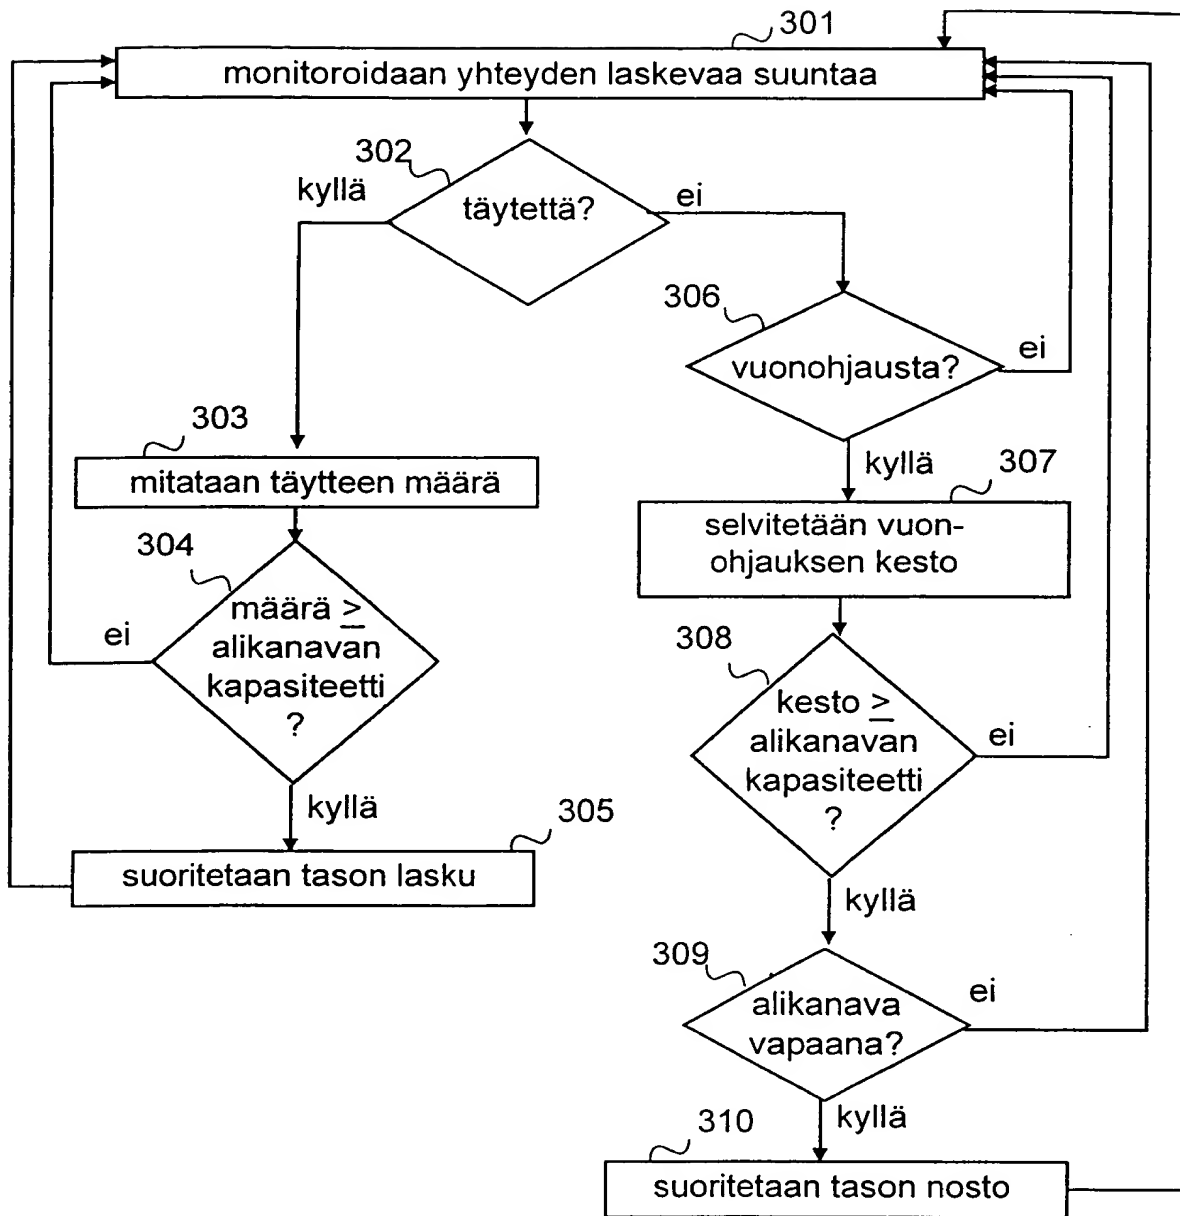 301
monitoroidaan yhteyden laskevaa suuntaa
302
kyllä
täytettä?
ei
306
vuonohjausta?
ei
303
mitataan täytteen määrä
kyllä
307
selvitetään vuon-
ohjauksen kesto
304
määrä ≥
alikanavan
kapasiteetti
?
ei
308
kesto ≥
alikanavan
kapasiteetti
?
ei
kyllä
305
suoritetaan tason lasku
kyllä
309
alikanava
vapaana?
ei
kyllä
310
suoritetaan tason nosto